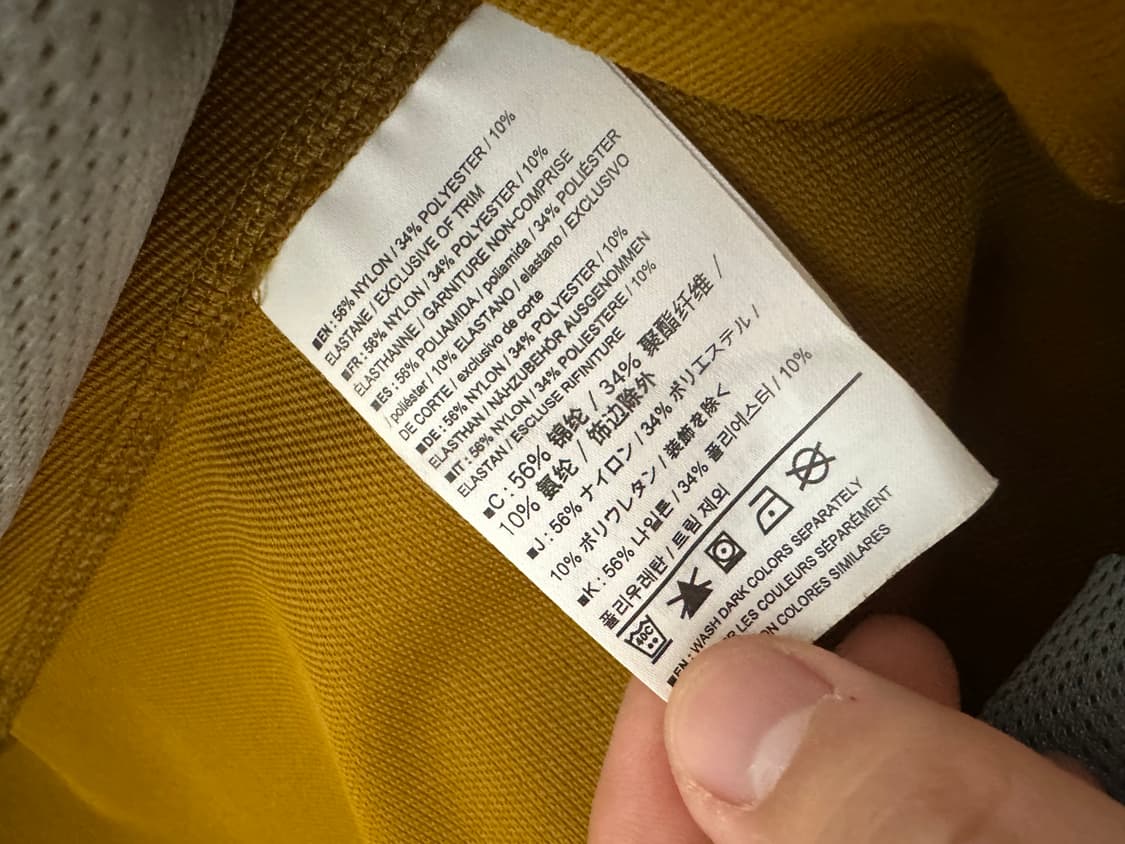 ■EN : 56% NYLON / 34% POLYESTER / 10%
ELASTANE / EXCLUSIVE OF TRIM
■FR : 56% NYLON / 34% POLYESTER / 10%
ÉLASTHANNE / GARNITURE NON-COMPRISE
■ES : 56% POLIAMIDA / poliamida / 34% POLIÉSTER
/ poliéster / 10% ELASTANO / elastano / EXCLUSIVO
DE CORTE / exclusivo de corte
■DE : 56% NYLON / 34% POLYESTER / 10%
ELASTHAN / NÄHZUBEHÖR AUSGENOMMEN
■IT : 56% NYLON / 34% POLIESTERE / 10%
ELASTAN / ESCLUSE RIFINITURE
■C : 56% 锦纶 / 34% 聚酯纤维 /
10% 氨纶 / 饰边除外
■J : 56% ナイロン / 34% ポリエステル /
10% ポリウレタン / 装飾を除く
■K : 56% 나일론 / 34% 폴리에스터 / 10%
폴리우레탄 / 트림 제외
40C
■EN : WASH DARK COLORS SEPARATELY
LES COULEURS SÉPARÉMENT
COLORES SIMILARES